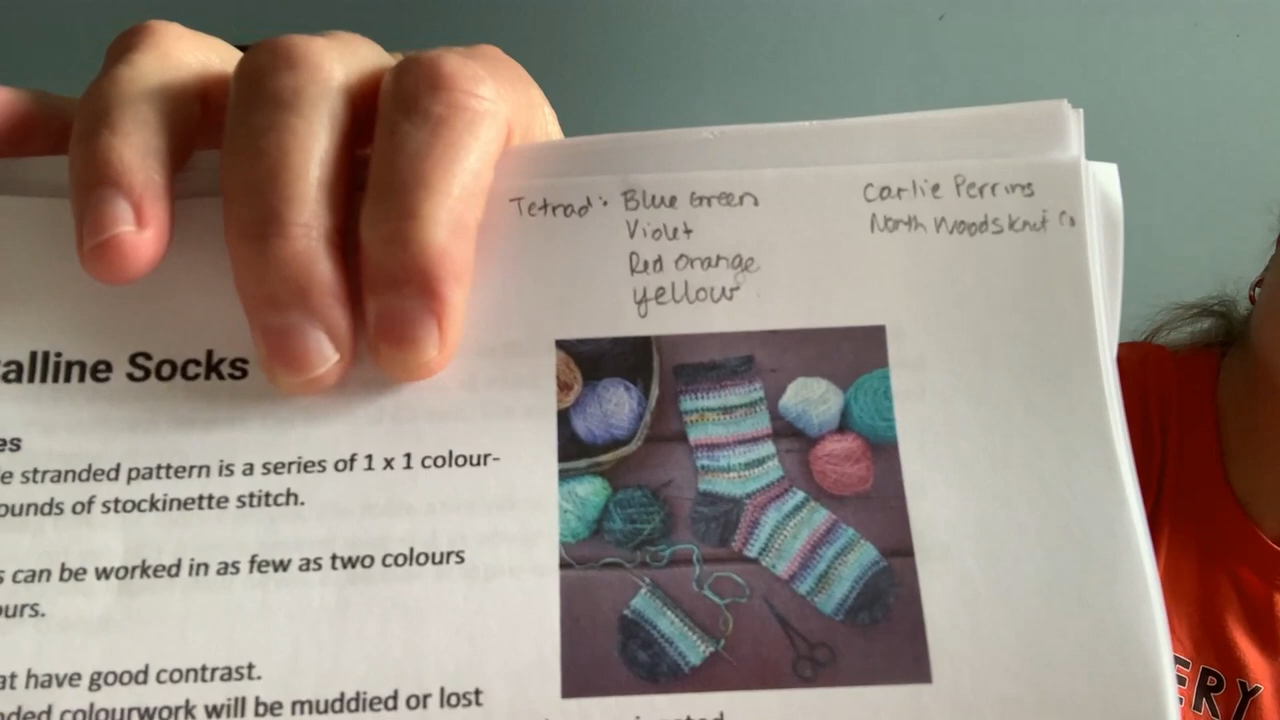 Tetrad: Blue Green
Violet
Red Orange
yellow
Carlie Perrins
North Woods Knit Co
alline Socks
es
e stranded pattern is a series of 1 x 1 colour-
ounds of stockinette stitch.
s can be worked in as few as two colours
ours.
at have good contrast.
nded colourwork will be muddied or lost
ERY